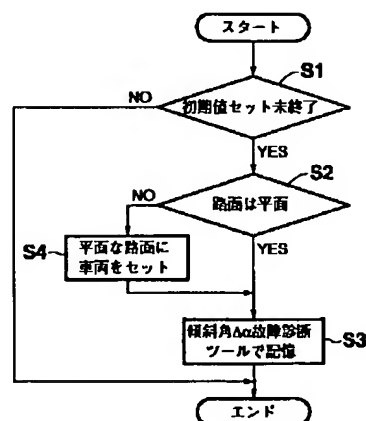 スタート
S1
NO
初期値セット未終了
YES
S2
NO
路面は平面
S4
平面な路面に
車両をセット
YES
傾斜角Δα故障診断
ツールで記憶
S3
エンド